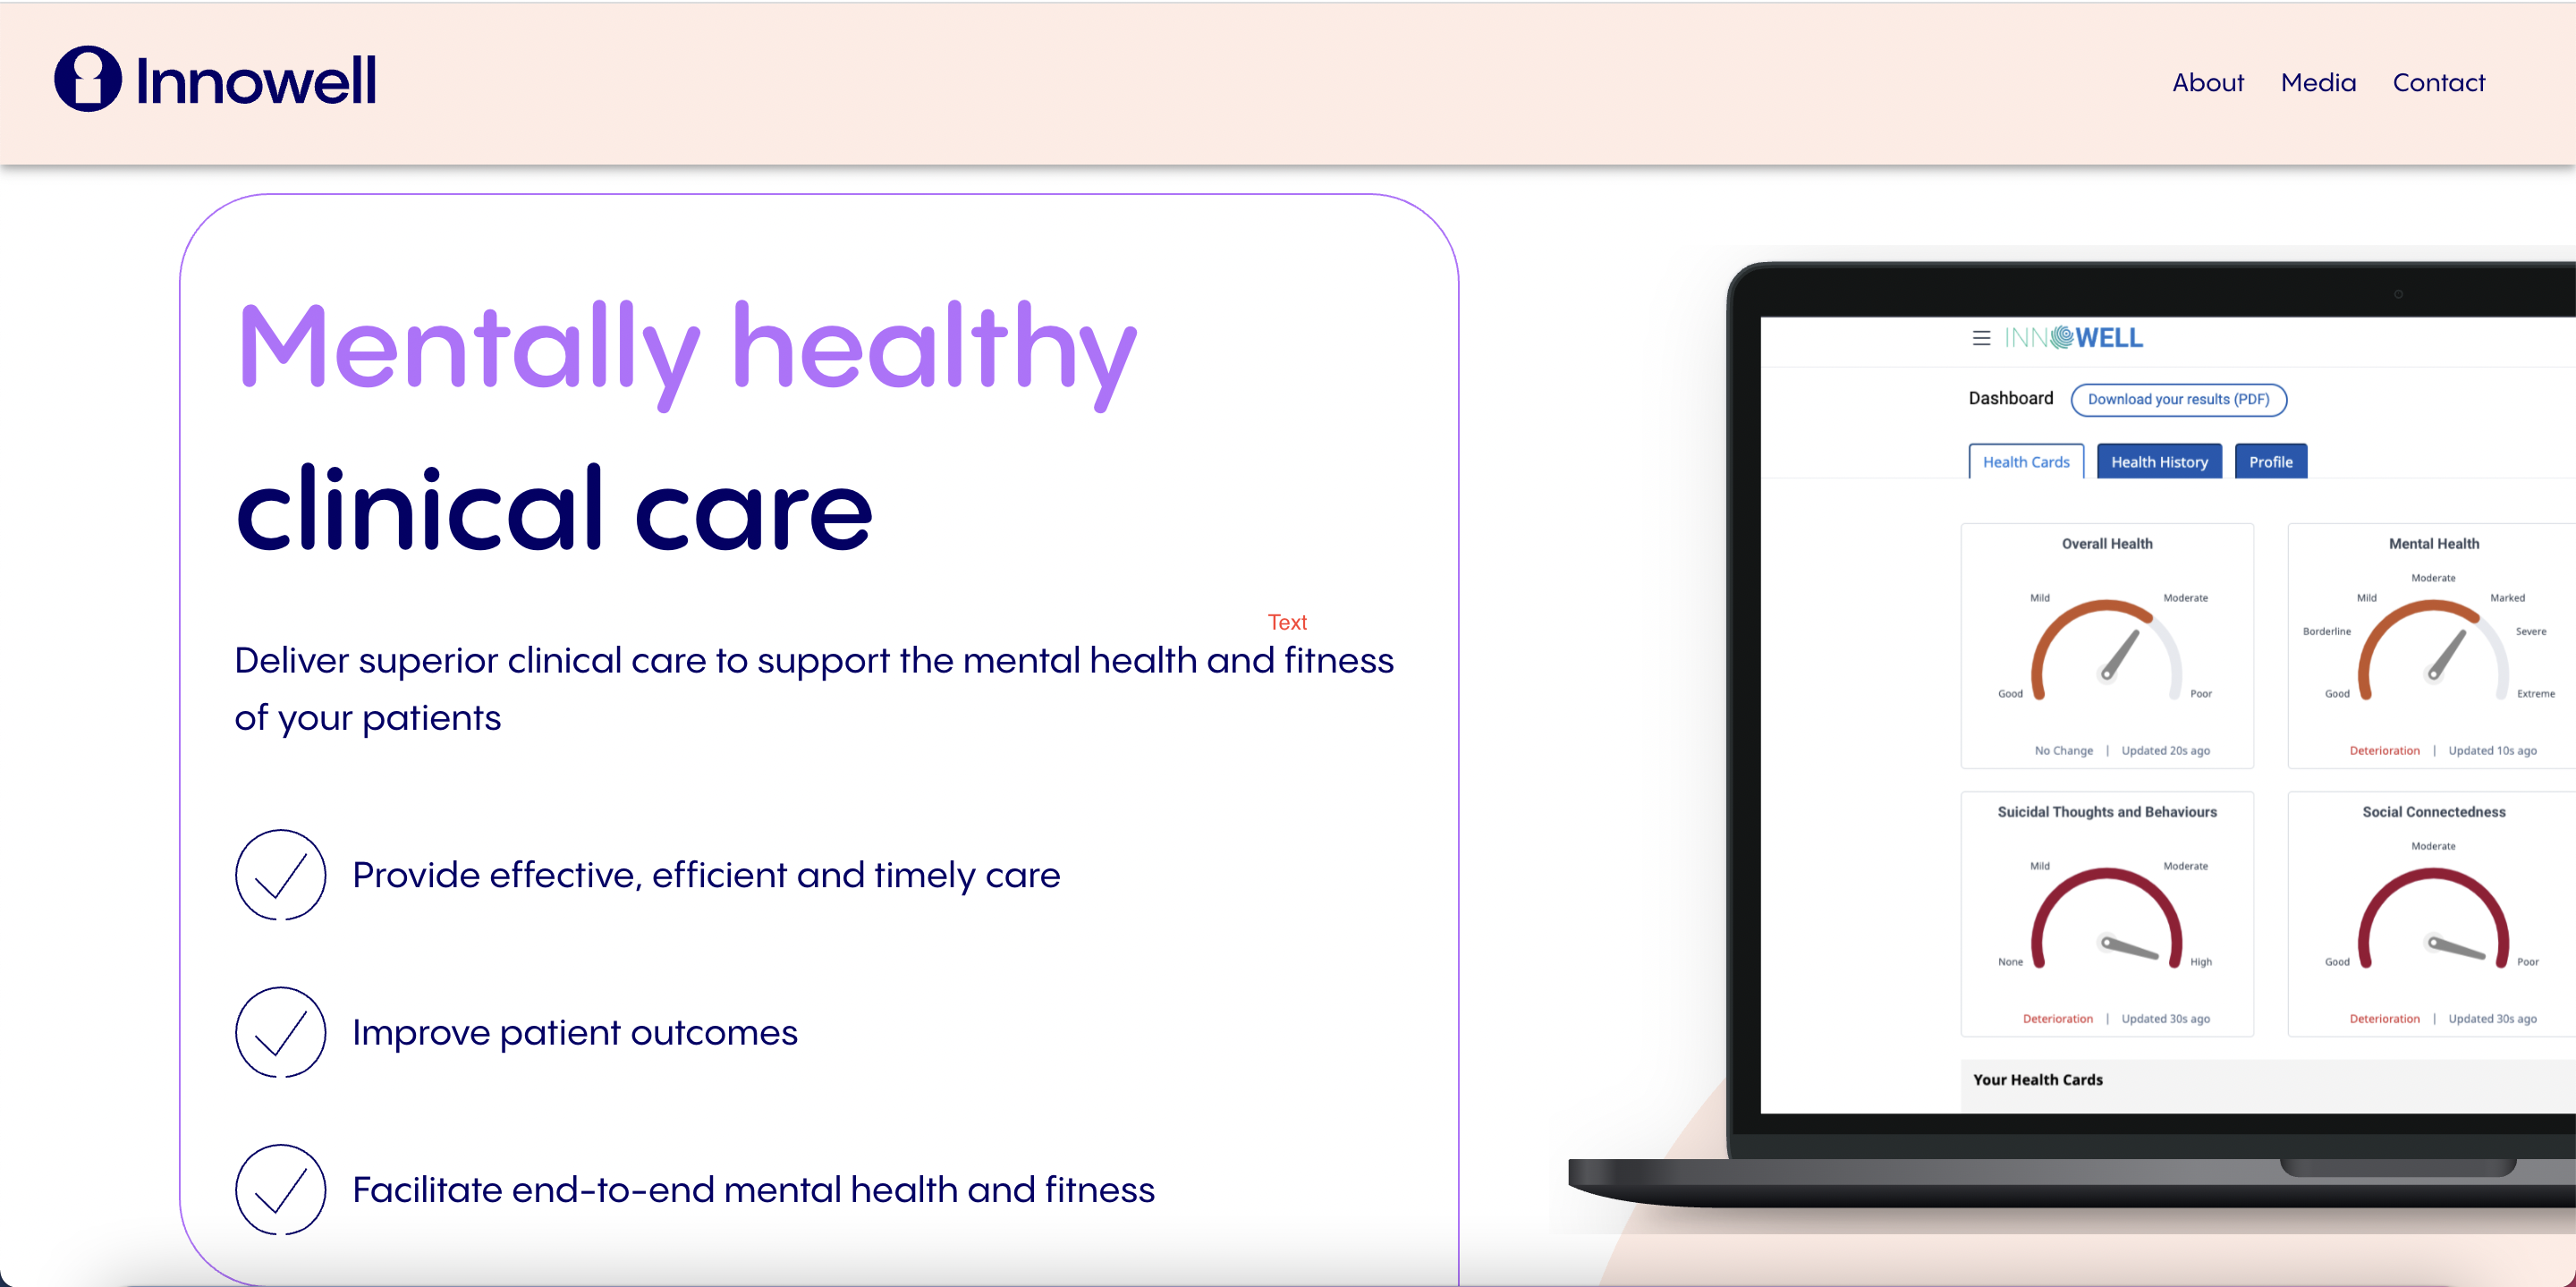 Innowell
About Media Contact
Mentally healthy
clinical care
Text
Deliver superior clinical care to support the mental health and fitness
of your patients
Provide effective, efficient and timely care
Improve patient outcomes
Facilitate end-to-end mental health and fitness
INNOWELL
Dashboard Download your results (PDF)
Health Cards Health History Profile
Overall Health
Mild Moderate
Good Poor
No Change | Updated 20s ago
Mental Health
Moderate
Mild Marked
Borderline Severe
Good Extreme
Deterioration | Updated 10s ago
Suicidal Thoughts and Behaviours
Mild Moderate
None High
Deterioration | Updated 30s ago
Social Connectedness
Moderate
Good Poor
Deterioration | Updated 30s ago
Your Health Cards